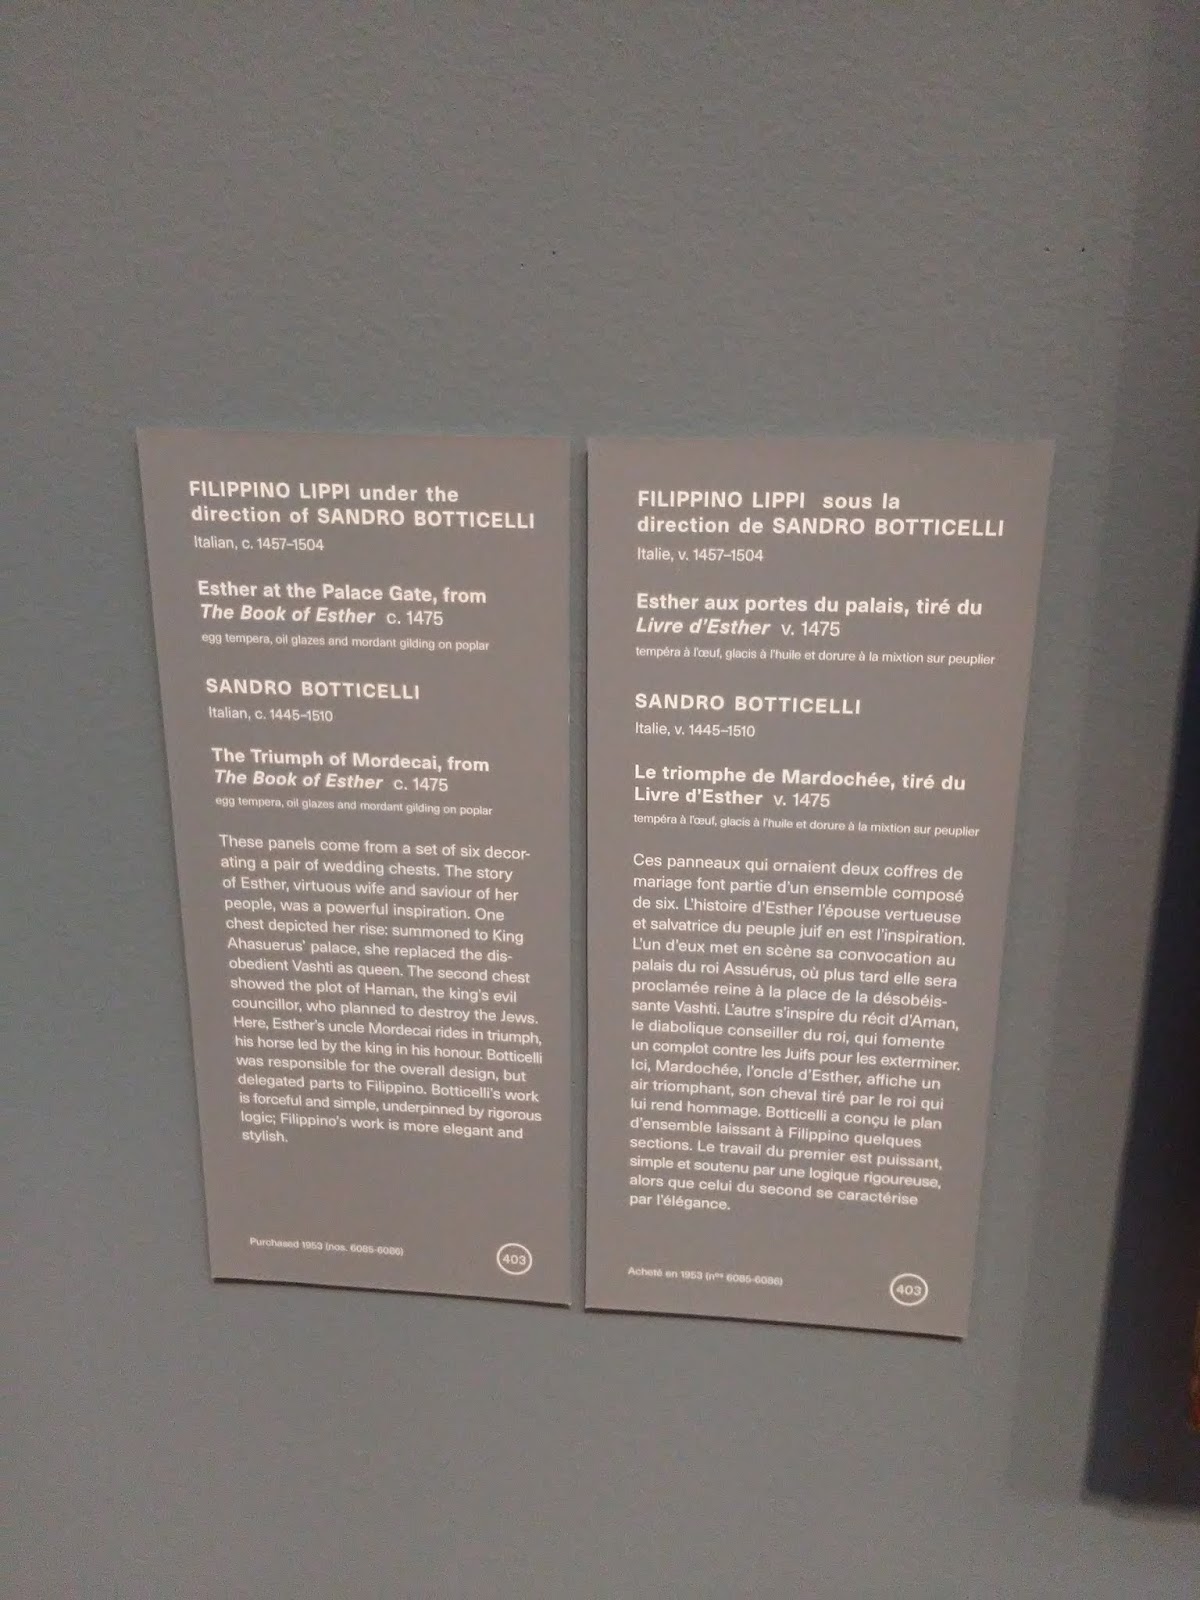 FILIPPINO LIPPI under the
direction of SANDRO BOTTICELLI
Italian, c. 1457–1504
Esther at the Palace Gate, from
The Book of Esther c. 1475
egg tempera, oil glazes and mordant gilding on poplar
SANDRO BOTTICELLI
Italian, c. 1445–1510
The Triumph of Mordecai, from
The Book of Esther c. 1475
egg tempera, oil glazes and mordant gilding on poplar
These panels come from a set of six decor-
ating a pair of wedding chests. The story
of Esther, virtuous wife and saviour of her
people, was a powerful inspiration. One
chest depicted her rise: summoned to King
Ahasuerus' palace, she replaced the dis-
obedient Vashti as queen. The second chest
showed the plot of Haman, the king's evil
councillor, who planned to destroy the Jews.
Here, Esther's uncle Mordecai rides in triumph,
his horse led by the king in his honour. Botticelli
was responsible for the overall design, but
delegated parts to Filippino. Botticelli's work
is forceful and simple, underpinned by rigorous
logic; Filippino's work is more elegant and
stylish.
Purchased 1953 (nos. 6085-6086)
403
FILIPPINO LIPPI sous la
direction de SANDRO BOTTICELLI
Italie, v. 1457–1504
Esther aux portes du palais, tiré du
Livre d'Esther v. 1475
tempéra à l'œuf, glacis à l'huile et dorure à la mixtion sur peuplier
SANDRO BOTTICELLI
Italie, v. 1445–1510
Le triomphe de Mardochée, tiré du
Livre d'Esther v. 1475
tempéra à l'œuf, glacis à l'huile et dorure à la mixtion sur peuplier
Ces panneaux qui ornaient deux coffres de
mariage font partie d'un ensemble composé
de six. L'histoire d'Esther l'épouse vertueuse
et salvatrice du peuple juif en est l'inspiration.
L'un d'eux met en scène sa convocation au
palais du roi Assuérus, où plus tard elle sera
proclamée reine à la place de la désobéis-
sante Vashti. L'autre s'inspire du récit d'Aman,
le diabolique conseiller du roi, qui fomente
un complot contre les Juifs pour les exterminer.
Ici, Mardochée, l'oncle d'Esther, affiche un
air triomphant, son cheval tiré par le roi qui
lui rend hommage. Botticelli a conçu le plan
d'ensemble laissant à Filippino quelques
sections. Le travail du premier est puissant,
simple et soutenu par une logique rigoureuse,
alors que celui du second se caractérise
par l'élégance.
Acheté en 1953 (nos 6085-6086)
403